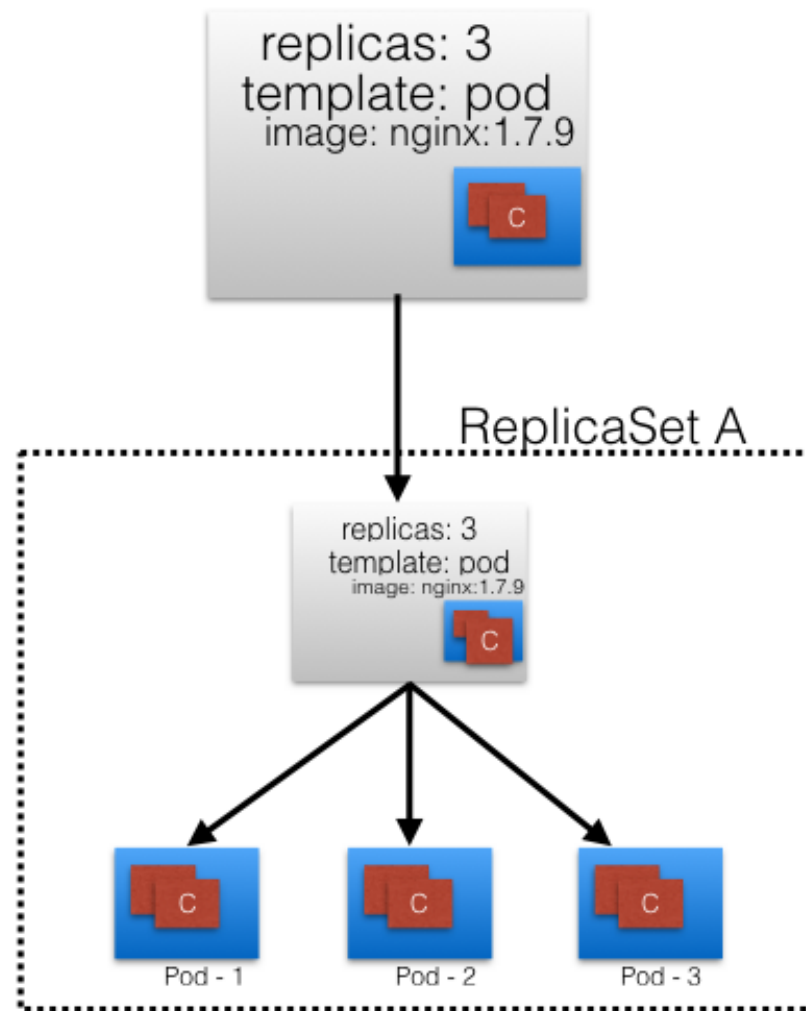 replicas: 3
template: pod
image: nginx:1.7.9
C
ReplicaSet A
replicas: 3
template: pod
image: nginx:1.7.9
C
C
C
C
Pod - 1
Pod - 2
Pod - 3